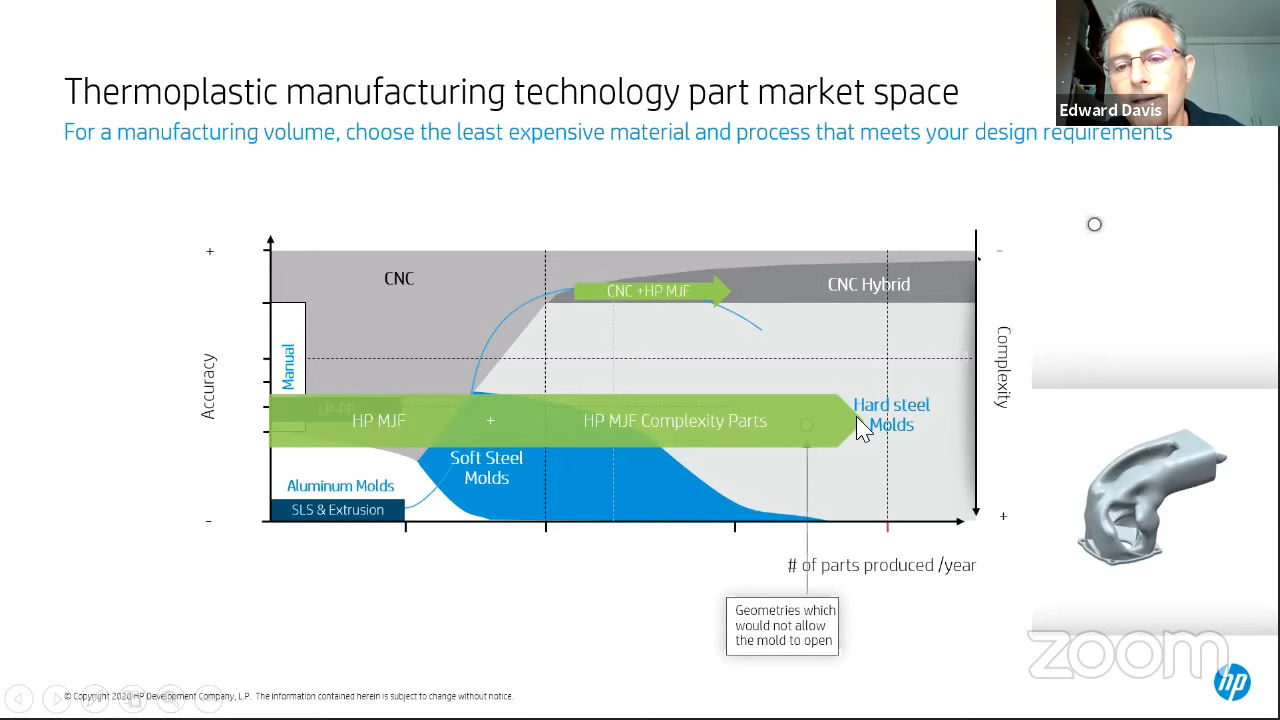 Thermoplastic manufacturing technology part market space
For a manufacturing volume, choose the least expensive material and process that meets your design requirements
Edward Davis
+
-
CNC
CNC +HP MJF
CNC Hybrid
Accuracy
Manual
Complexity
LP-PP
HP MJF
+
HP MJF Complexity Parts
Hard steel
Molds
Soft Steel
Molds
Aluminum Molds
SLS & Extrusion
-
+
# of parts produced /year
Geometries which
would not allow
the mold to open
zoom
hp
© Copyright 2020 HP Development Company, L.P. The information contained herein is subject to change without notice.